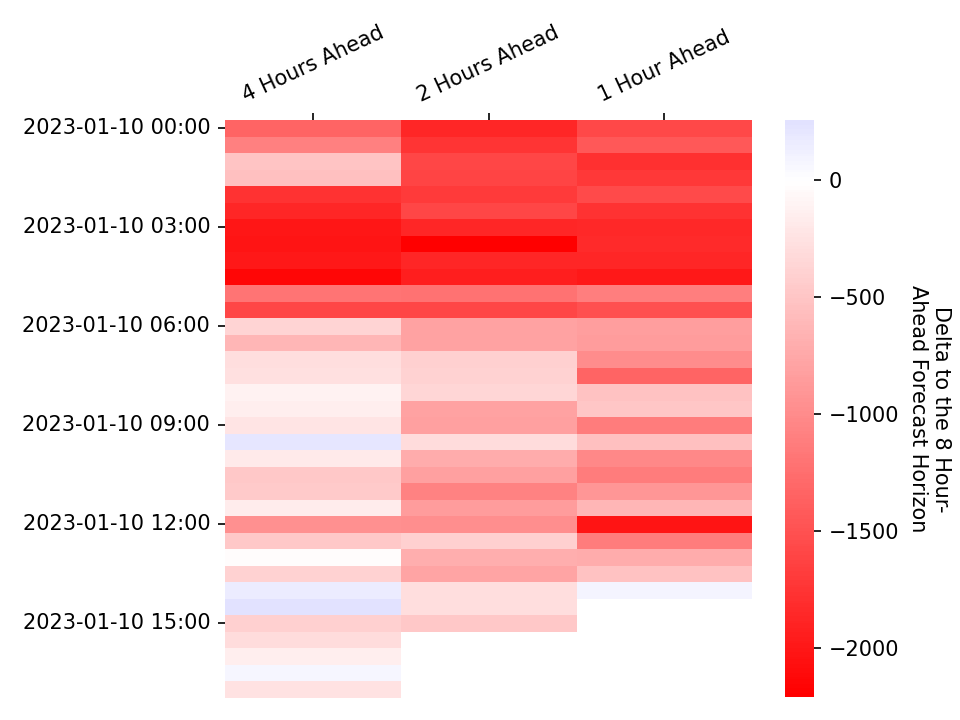 4 Hours Ahead
2 Hours Ahead
1 Hour Ahead
2023-01-10 00:00
2023-01-10 03:00
2023-01-10 06:00
2023-01-10 09:00
2023-01-10 12:00
2023-01-10 15:00
0
−500
−1000
−1500
−2000
Delta to the 8 Hour-
Ahead Forecast Horizon